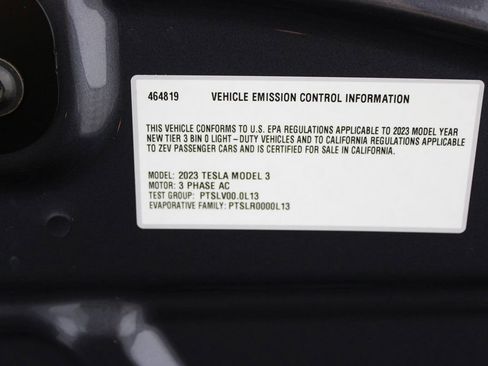 464819 VEHICLE EMISSION CONTROL INFORMATION
THIS VEHICLE CONFORMS TO U.S. EPA REGULATIONS APPLICABLE TO 2023 MODEL YEAR
NEW TIER 3 BIN 0 LIGHT-DUTY VEHICLES AND TO CALIFORNIA REGULATIONS APPLICABLE
TO ZEV PASSENGER CARS AND IS CERTIFIED FOR SALE IN CALIFORNIA.
MODEL: 2023 TESLA MODEL 3
MOTOR: 3 PHASE AC
TEST GROUP: PTSLV00.0L13
EVAPORATIVE FAMILY: PTSLR0000L13